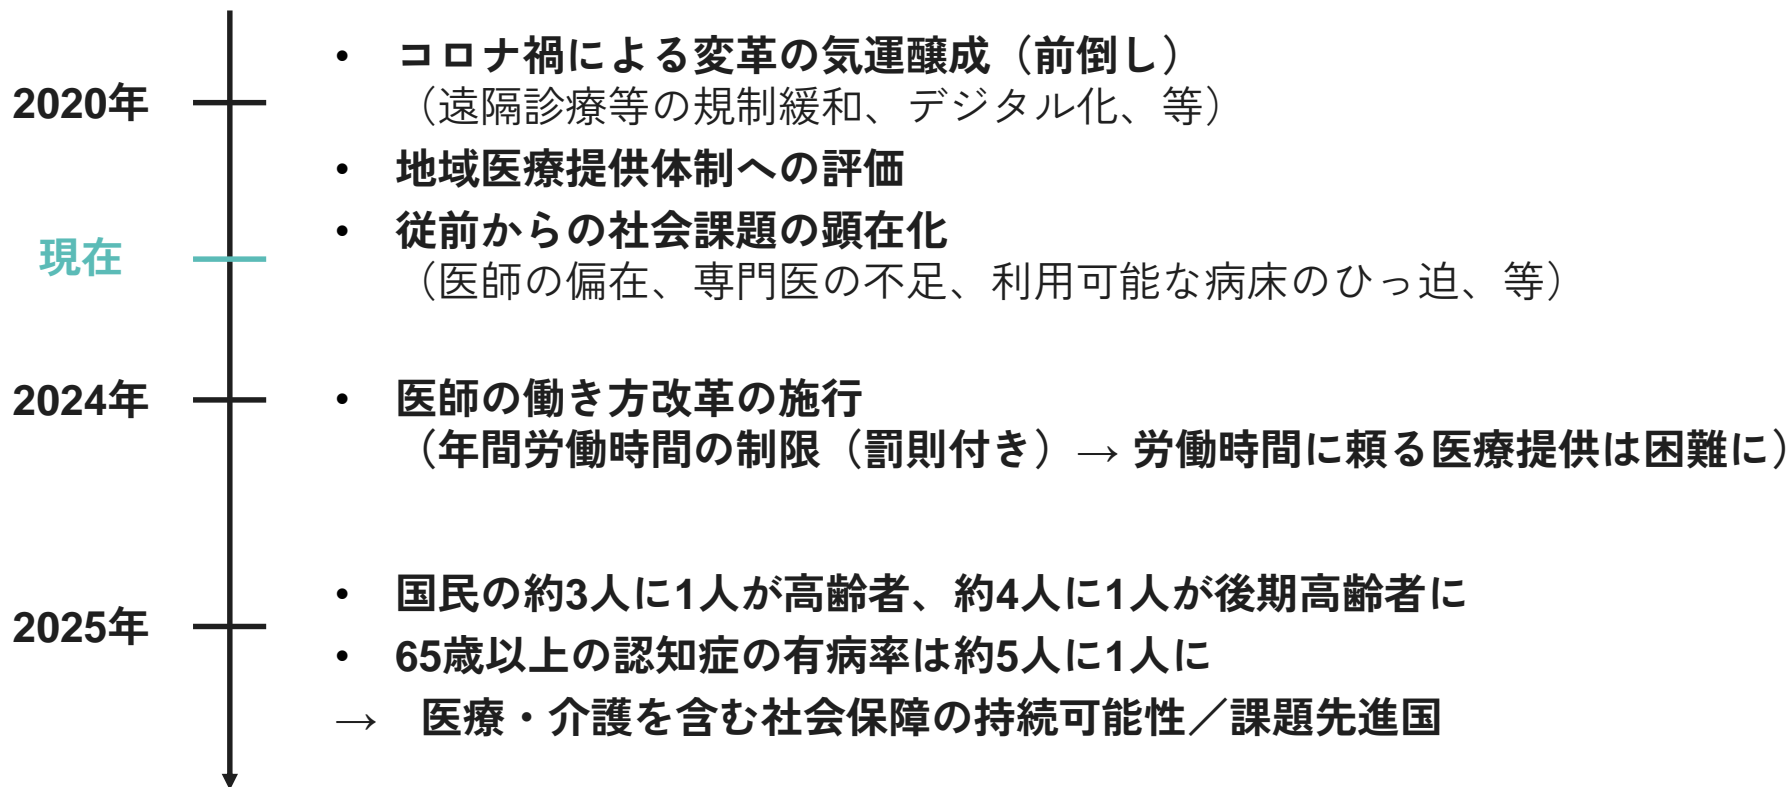 2020年
• コロナ禍による変革の気運醸成（前倒し）
（遠隔診療等の規制緩和、デジタル化、等）
• 地域医療提供体制への評価
現在
• 従前からの社会課題の顕在化
（医師の偏在、専門医の不足、利用可能な病床のひっ迫、等）
2024年
• 医師の働き方改革の施行
（年間労働時間の制限（罰則付き）→ 労働時間に頼る医療提供は困難に）
2025年
• 国民の約3人に1人が高齢者、約4人に1人が後期高齢者に
• 65歳以上の認知症の有病率は約5人に1人に
→ 医療・介護を含む社会保障の持続可能性／課題先進国